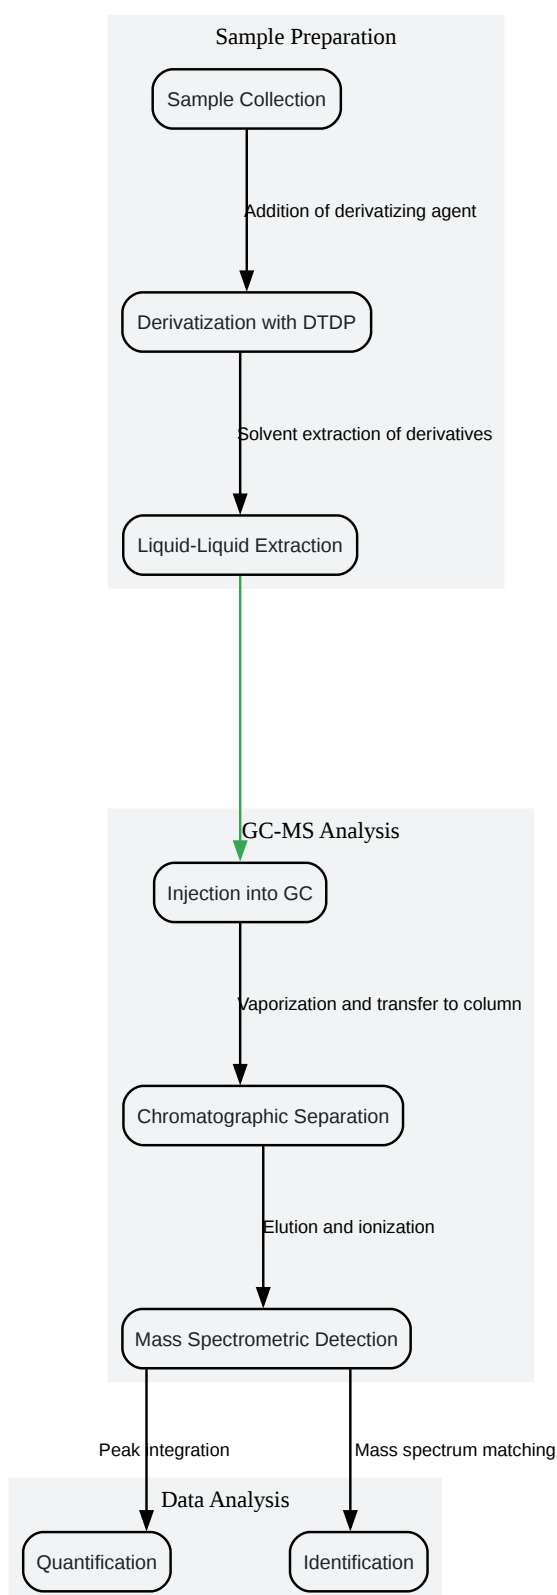 Sample Preparation
Sample Collection
Addition of derivatizing agent
Derivatization with DTDP
Solvent extraction of derivatives
Liquid-Liquid Extraction
GC-MS Analysis
Injection into GC
Vaporization and transfer to column
Chromatographic Separation
Elution and ionization
Mass Spectrometric Detection
Peak integration
Mass spectrum matching
Data Analysis
Quantification
Identification